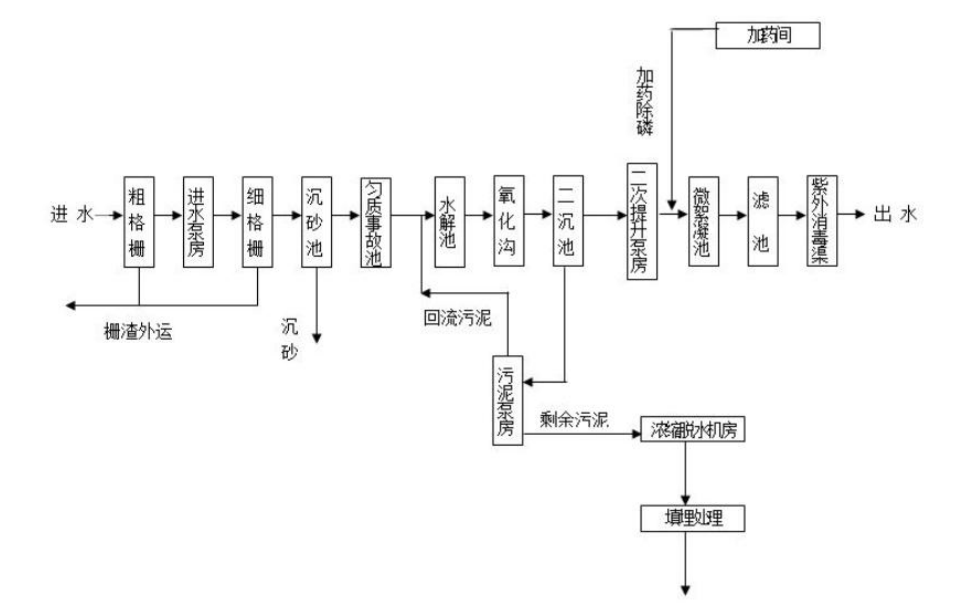 加药间
加药除磷
进水
粗格栅
进水泵房
细格栅
沉砂池
匀质事故池
水解池
氧化沟
二沉池
二次提升泵房
微絮凝池
滤池
紫外消毒渠
出水
栅渣外运
沉砂
回流污泥
污泥泵房
剩余污泥
浓缩脱水机房
填埋处理